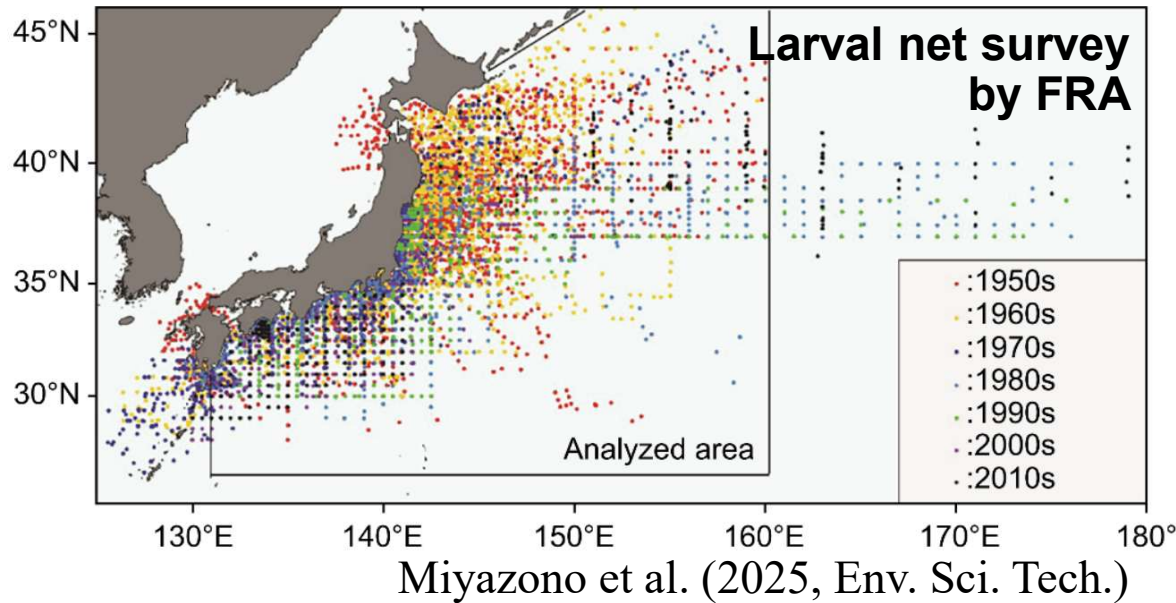 Larval net survey
by FRA
45°N
40°N
35°N
30°N
Analyzed area
:1950s
:1960s
:1970s
:1980s
:1990s
:2000s
:2010s
130°E
140°E
150°E
160°E
170°E
180°
Miyazono et al. (2025, Env. Sci. Tech.)